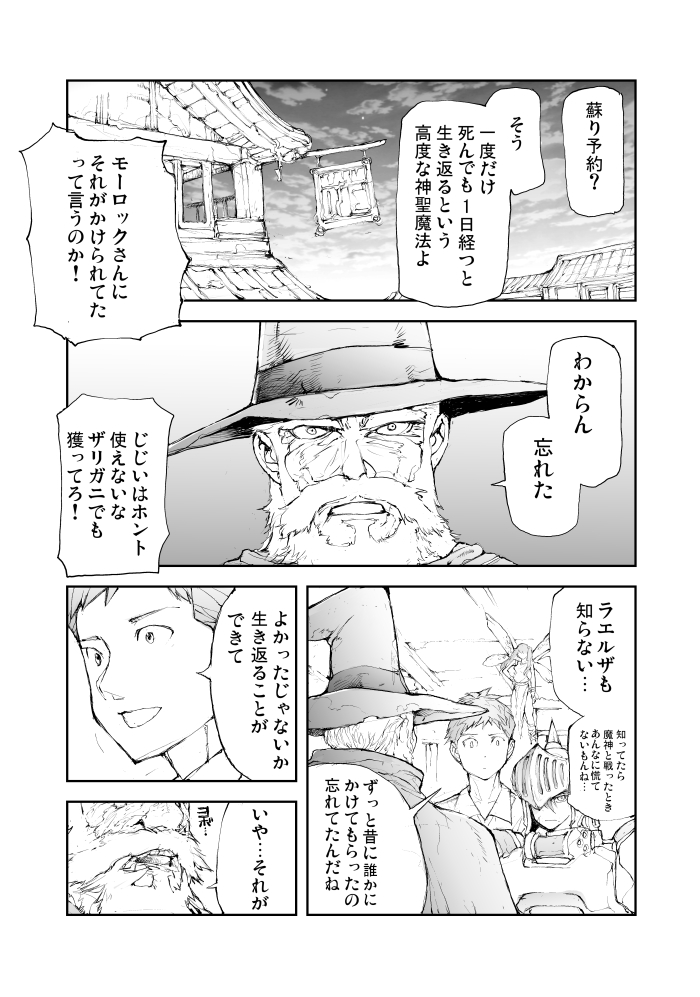 蘇り予約？
そう
一度だけ
死んでも１日経つと
生き返るという
高度な神聖魔法よ
モーロックさんに
それがかけられてた
って言うのか！
わからん
忘れた
じじいはホント
使えないな
ザリガニでも
獲ってろ！
ラエルザも
知らない…
知ってたら
魔神と戦ったとき
あんなに慌て
ないもんね…
ずっと昔に誰かに
かけてもらったの
忘れてたんだね
よかったじゃないか
生き返ることが
できて
いや…それが
ヨボ…